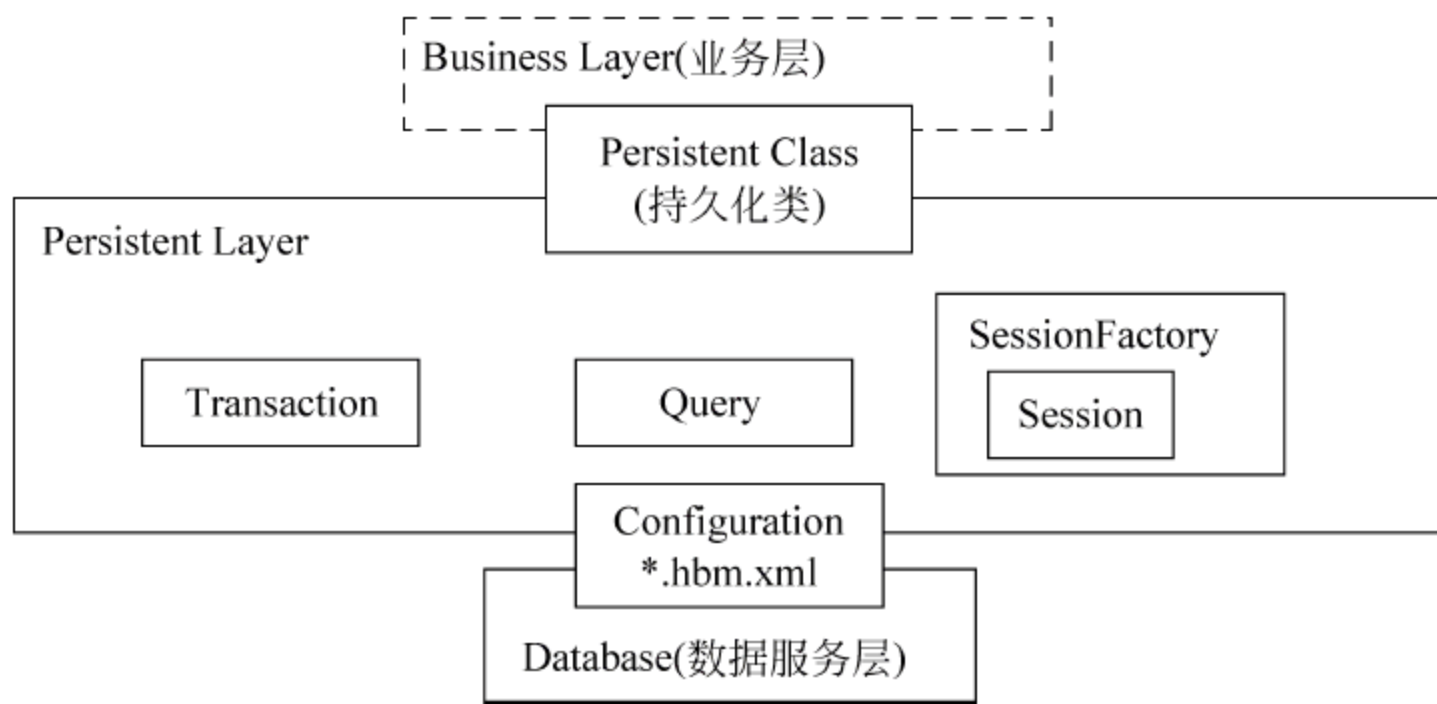 Business Layer(业务层)
Persistent Class
(持久化类)
Persistent Layer
SessionFactory
Transaction
Query
Session
Configuration
*.hbm.xml
Database(数据服务层)